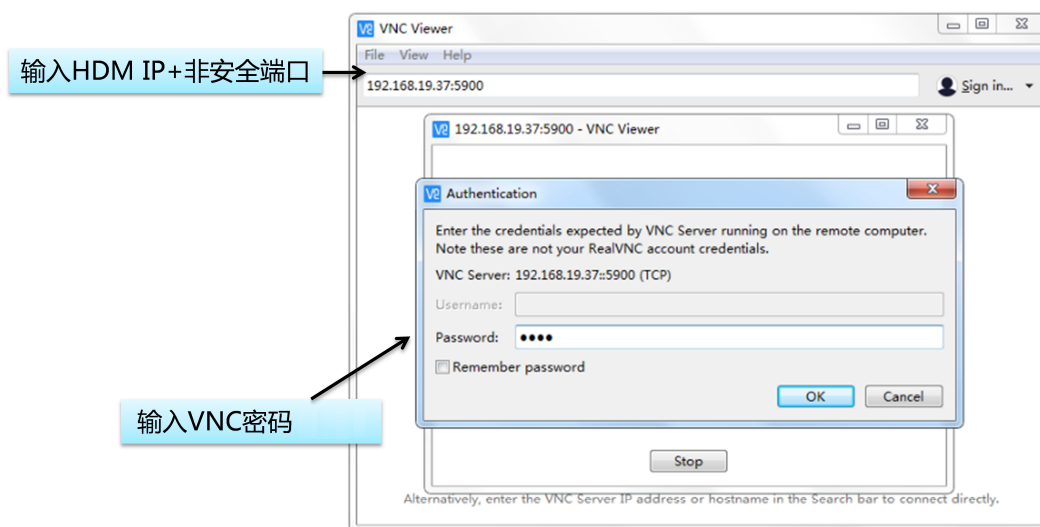 VNC Viewer
File View Help
输入HDM IP+非安全端口
192.168.19.37:5900
Sign in...
192.168.19.37:5900 - VNC Viewer
Authentication
Enter the credentials expected by VNC Server running on the remote computer.
Note these are not your RealVNC account credentials.
VNC Server: 192.168.19.37::5900 (TCP)
Username:
Password: ••••
Remember password
OK Cancel
输入VNC密码
Stop
Alternatively, enter the VNC Server IP address or hostname in the Search bar to connect directly.